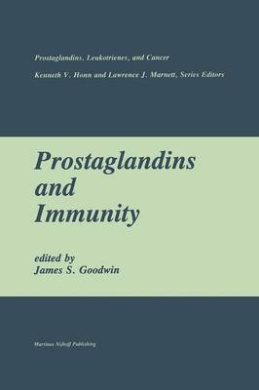 Prostaglandins, Leukotrienes, and Cancer
Kenneth V. Honn and Lawrence J. Marnett, Series Editors
Prostaglandins
and
Immunity
edited by
James S. Goodwin
Martinus Nijhoff Publishing